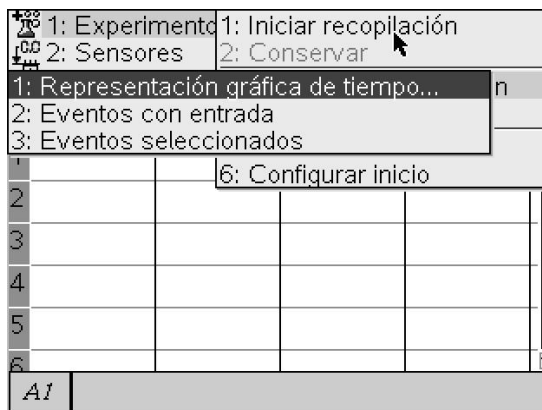 1: Experimento
1: Iniciar recopilación
2: Sensores
2: Conservar
1: Representación gráfica de tiempo...
n
2: Eventos con entrada
3: Eventos seleccionados
6: Configurar inicio
2
3
4
5
6
A1